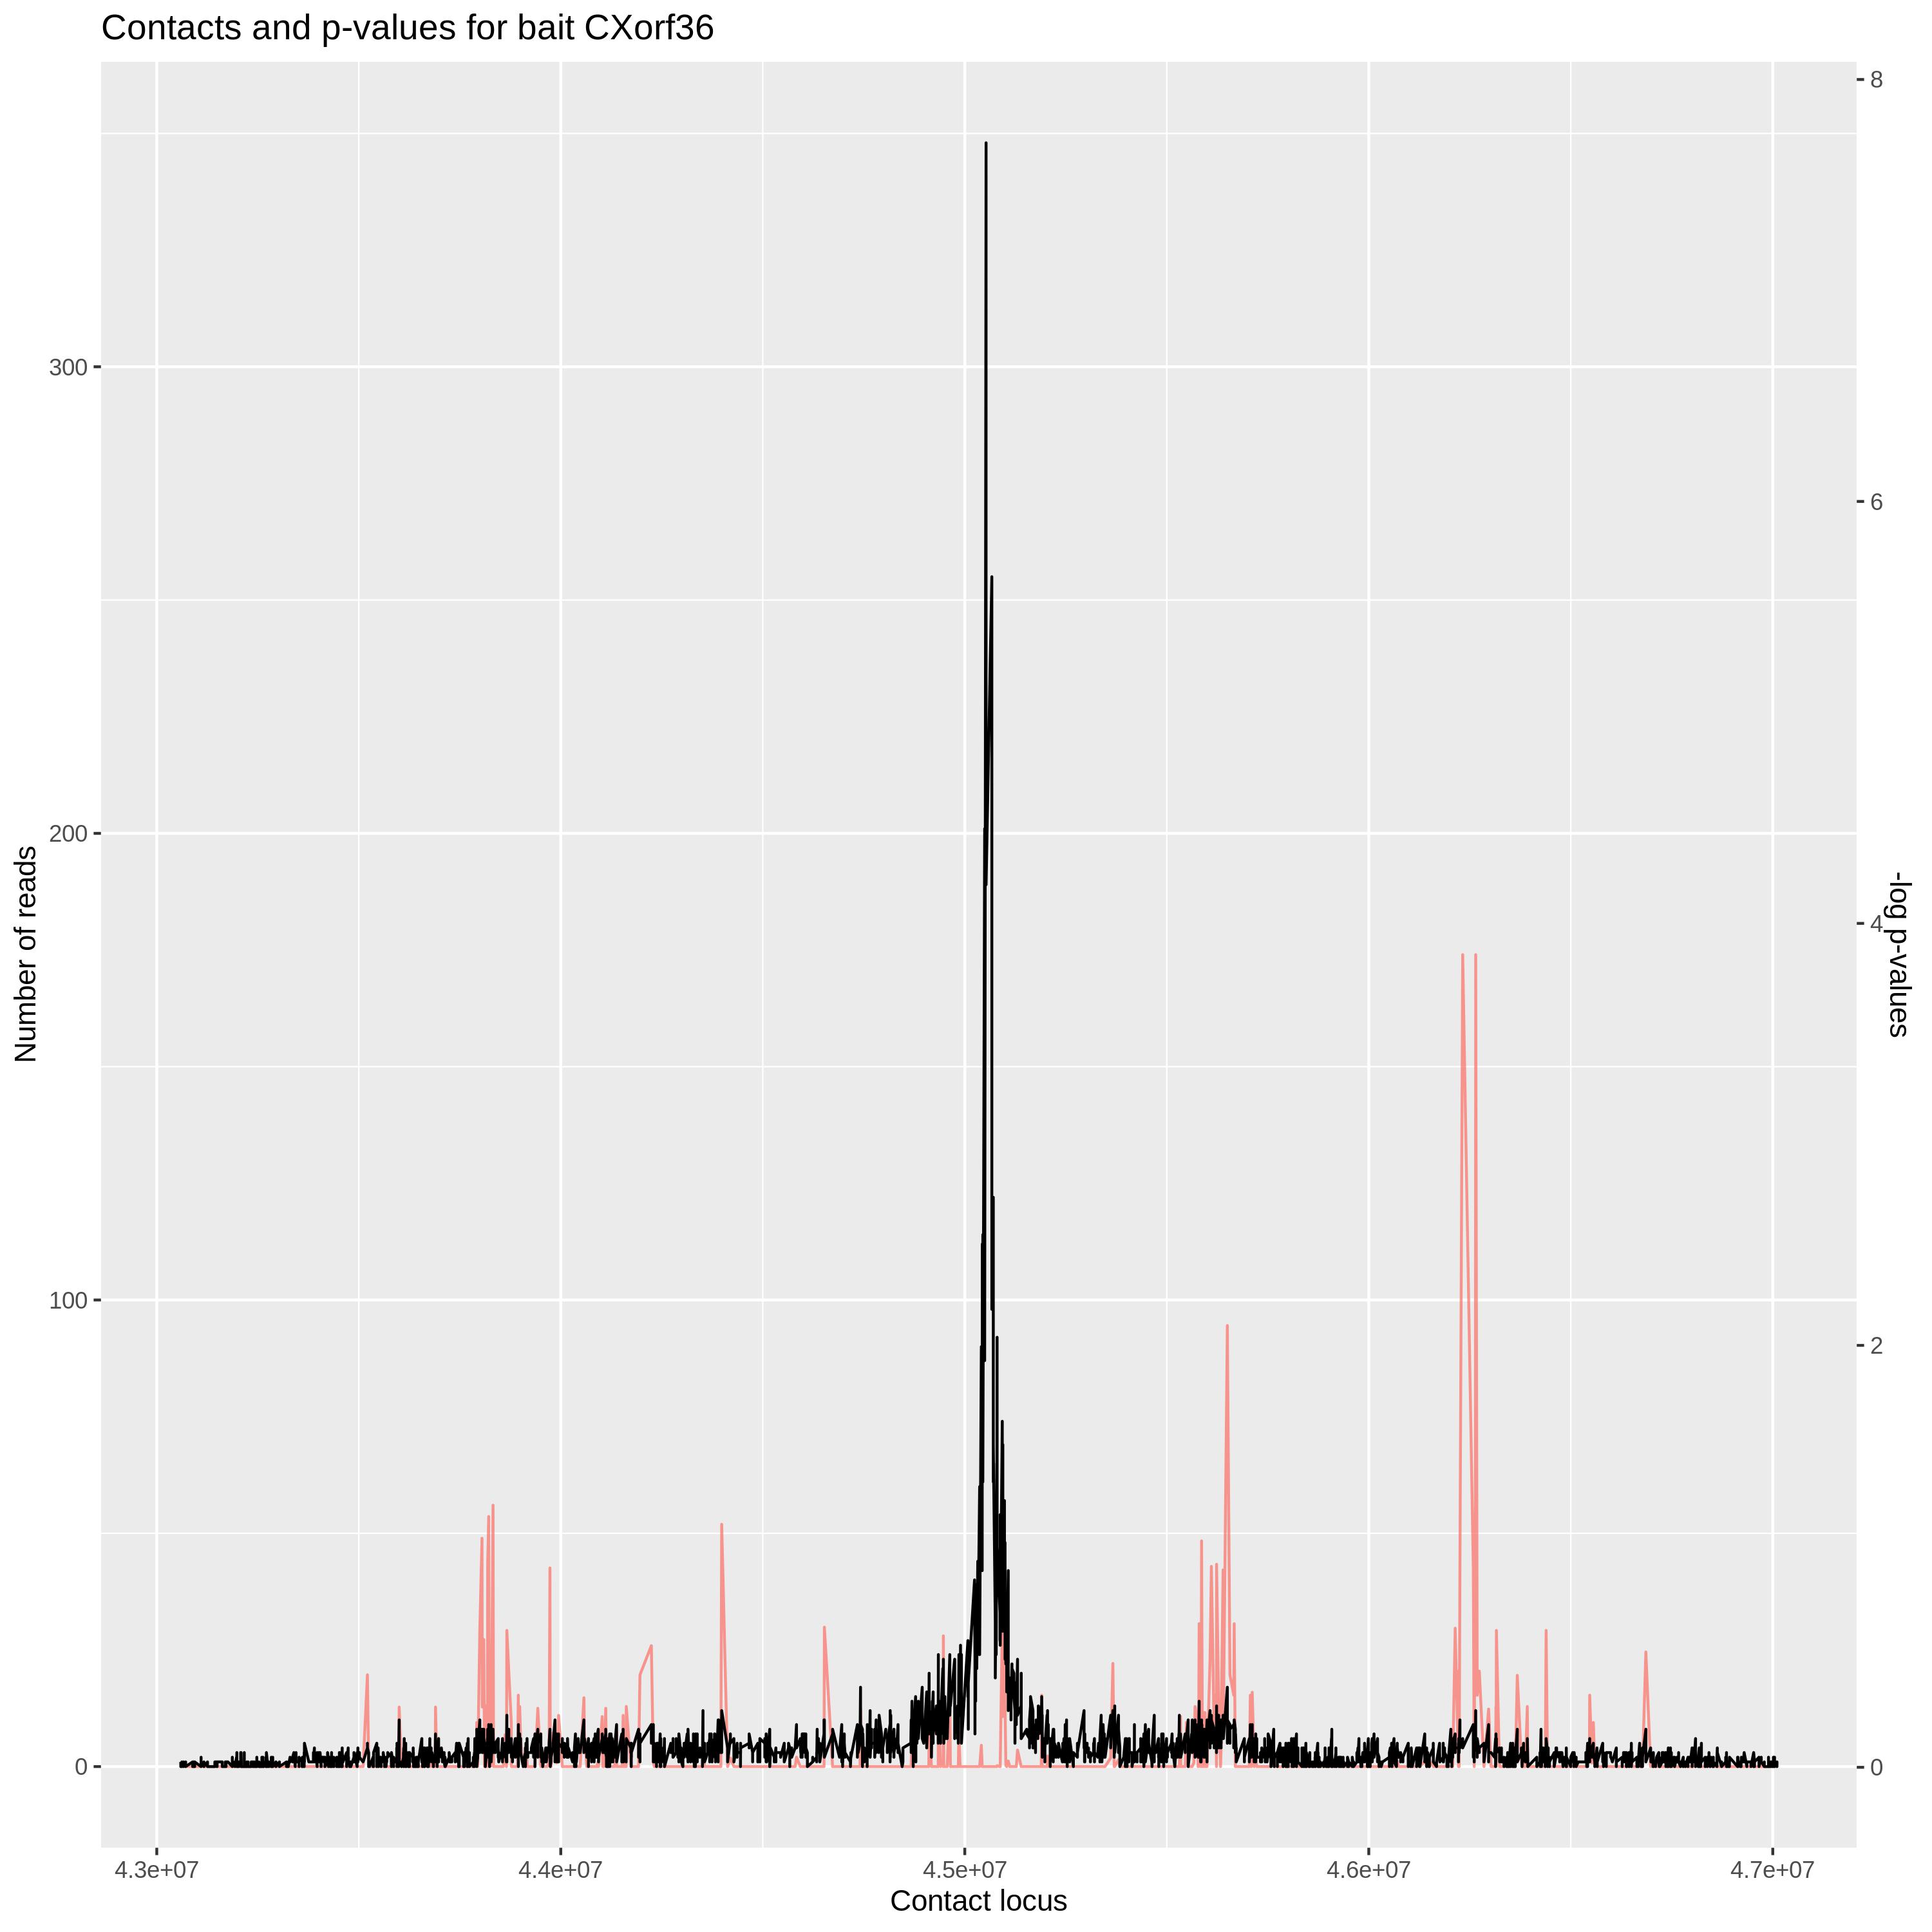 Contacts and p-values for bait CXorf36
Number of reads
300
200
100
0
8
6
4
2
0
-log p-values
4.3e+07
4.4e+07
4.5e+07
4.6e+07
4.7e+07
Contact locus